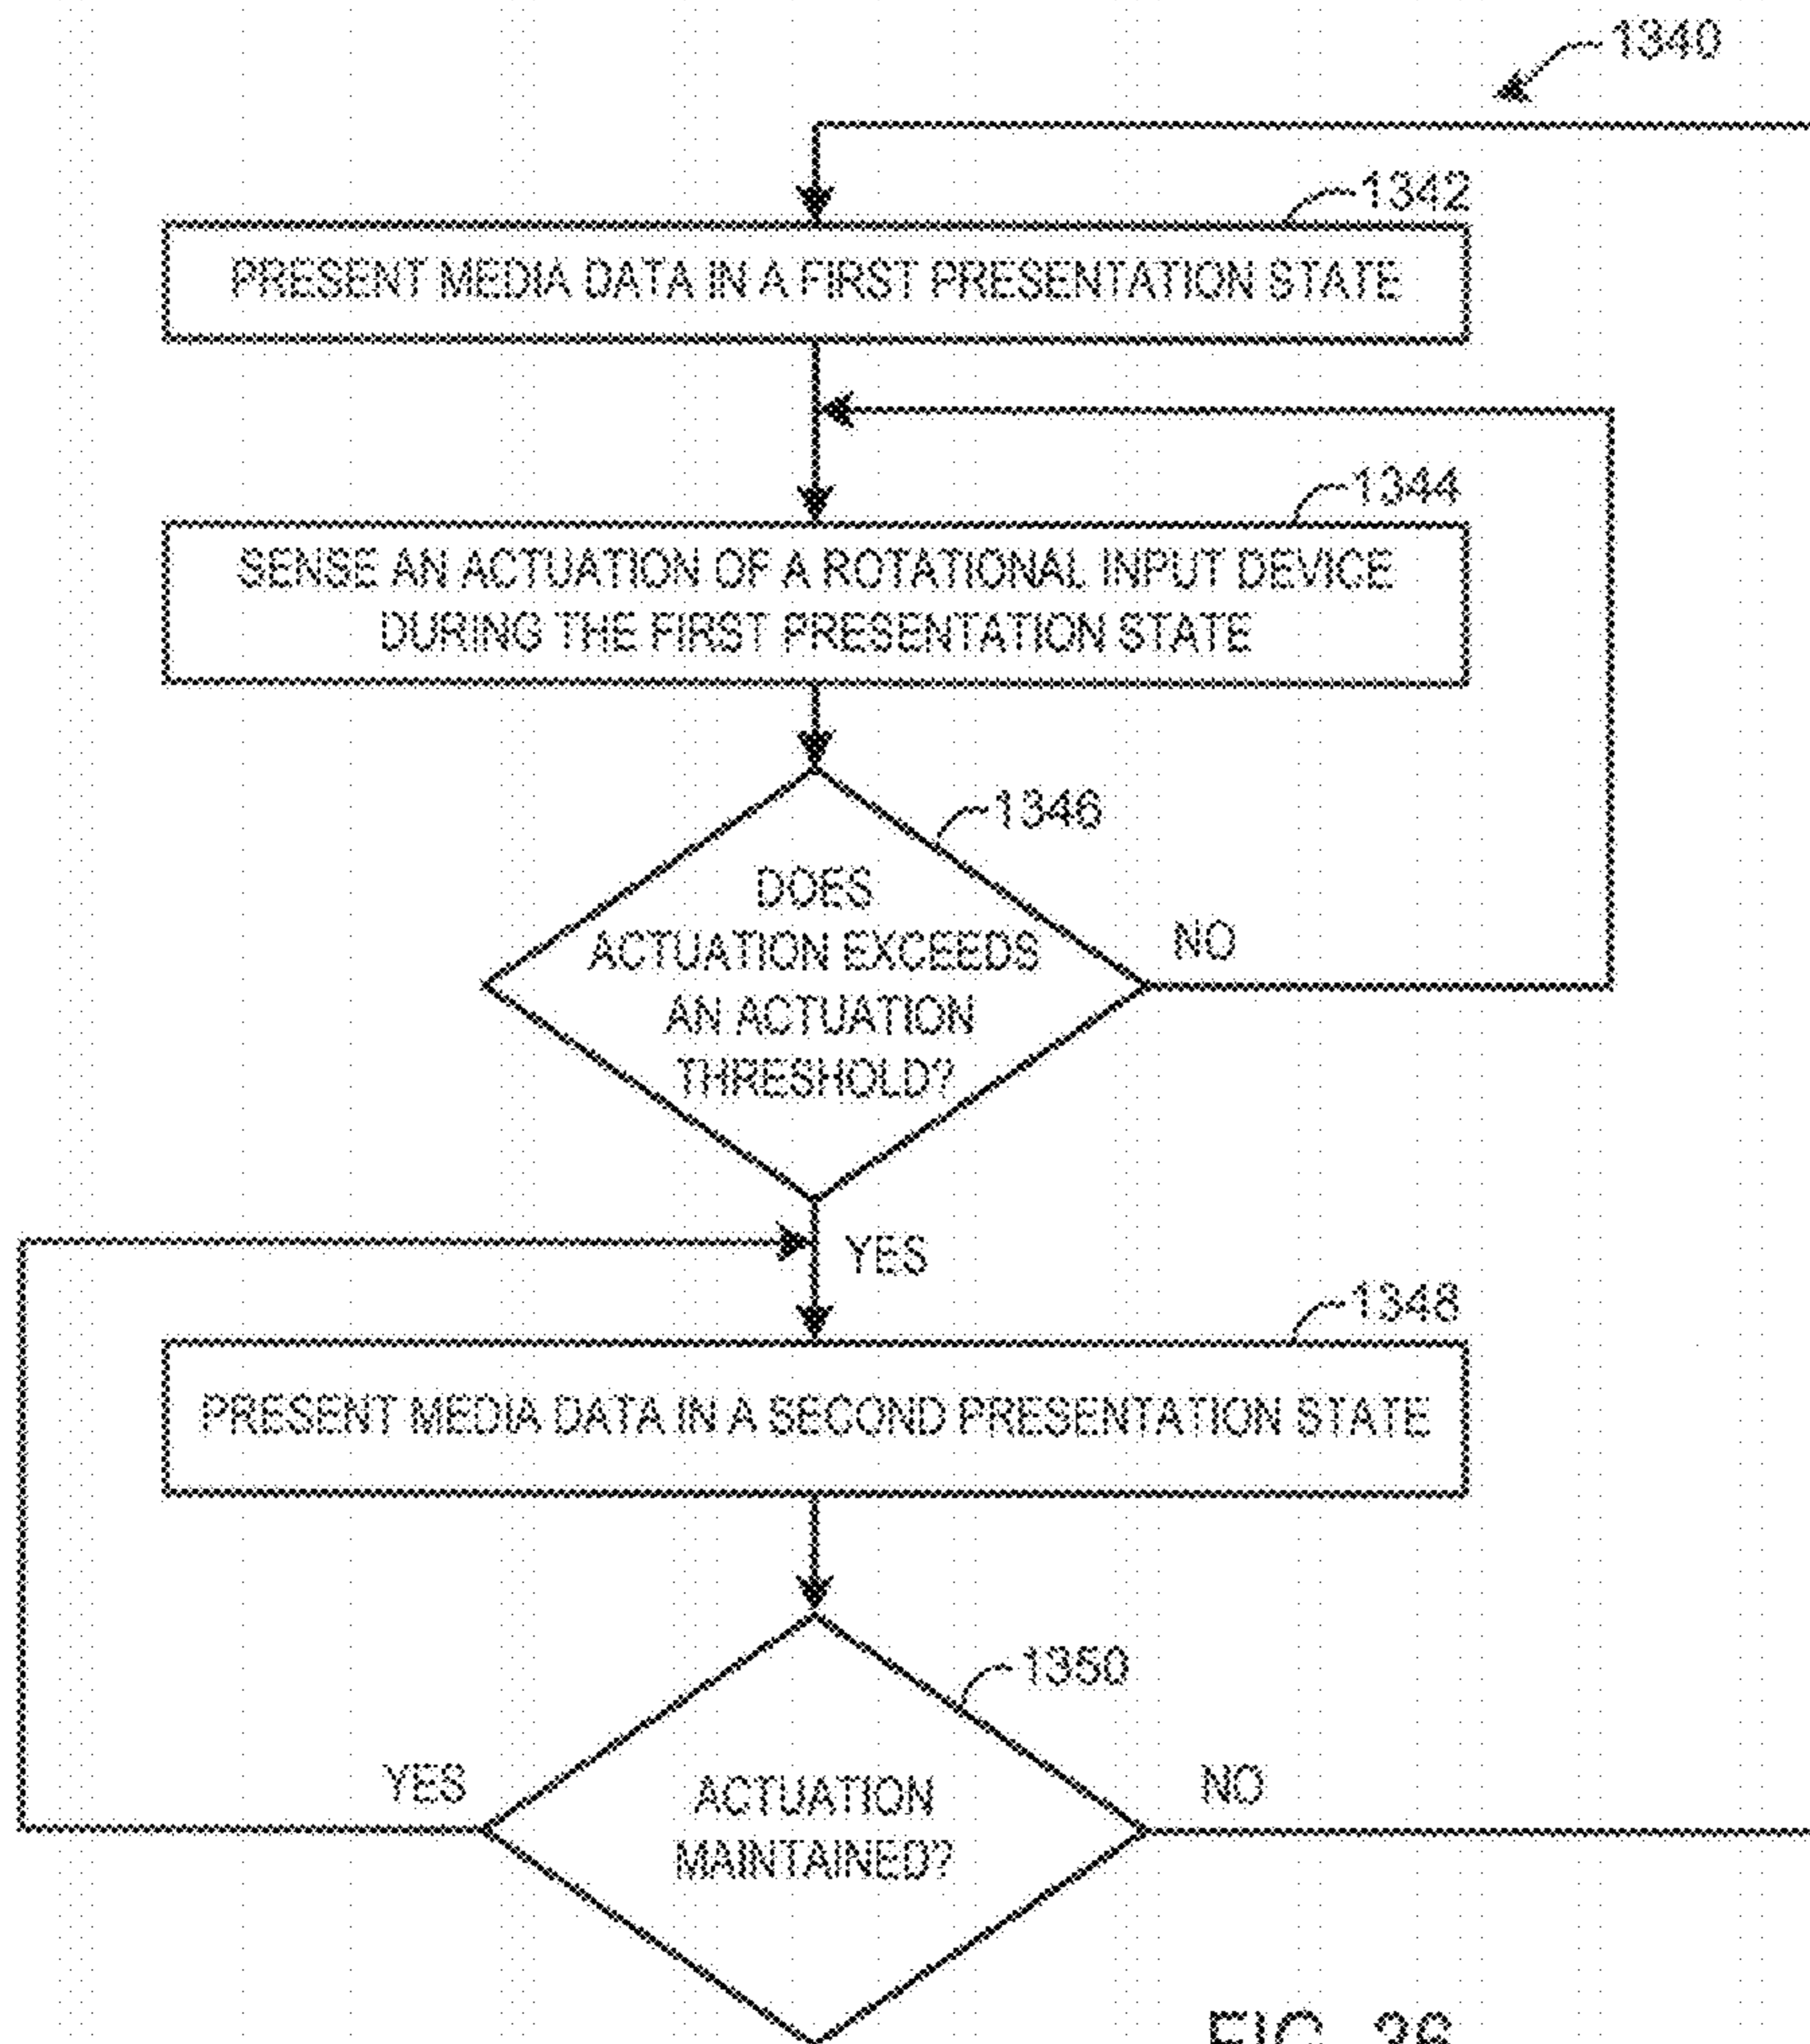 1340
1342
PRESENT MEDIA DATA IN A FIRST PRESENTATION STATE
1344
SENSE AN ACTUATION OF A ROTATIONAL INPUT DEVICE
DURING THE FIRST PRESENTATION STATE
1346
DOES
ACTUATION EXCEEDS
AN ACTUATION
THRESHOLD?
NO
YES
1348
PRESENT MEDIA DATA IN A SECOND PRESENTATION STATE
1350
YES
ACTUATION
MAINTAINED?
NO
FIG.